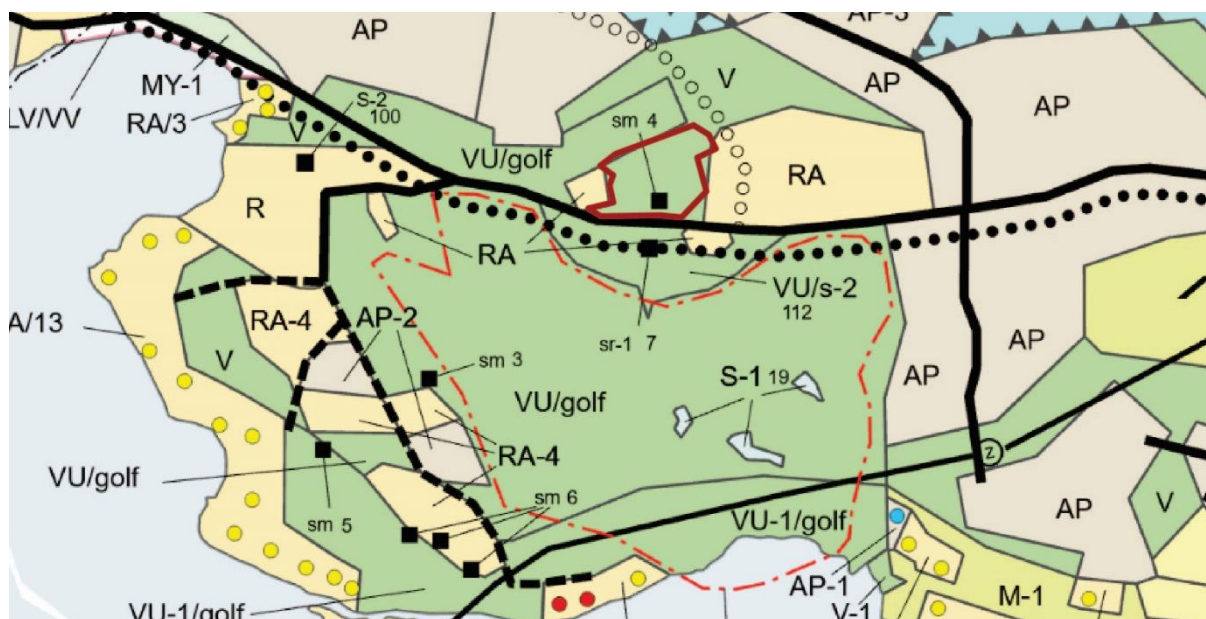 AP
AP-3
MY-1
V
AP
AP
LV/VV
RA/3
S-2
100
V
sm 4
VU/golf
RA
R
RA
VU/s-2
112
A/13
RA-4
AP-2
sr-1 7
AP
V
sm 3
S-1 19
AP
VU/golf
RA-4
VU/golf
Z
sm 6
AP
V
sm 5
VU-1/golf
AP-1
M-1
VU-1/golf
V-1